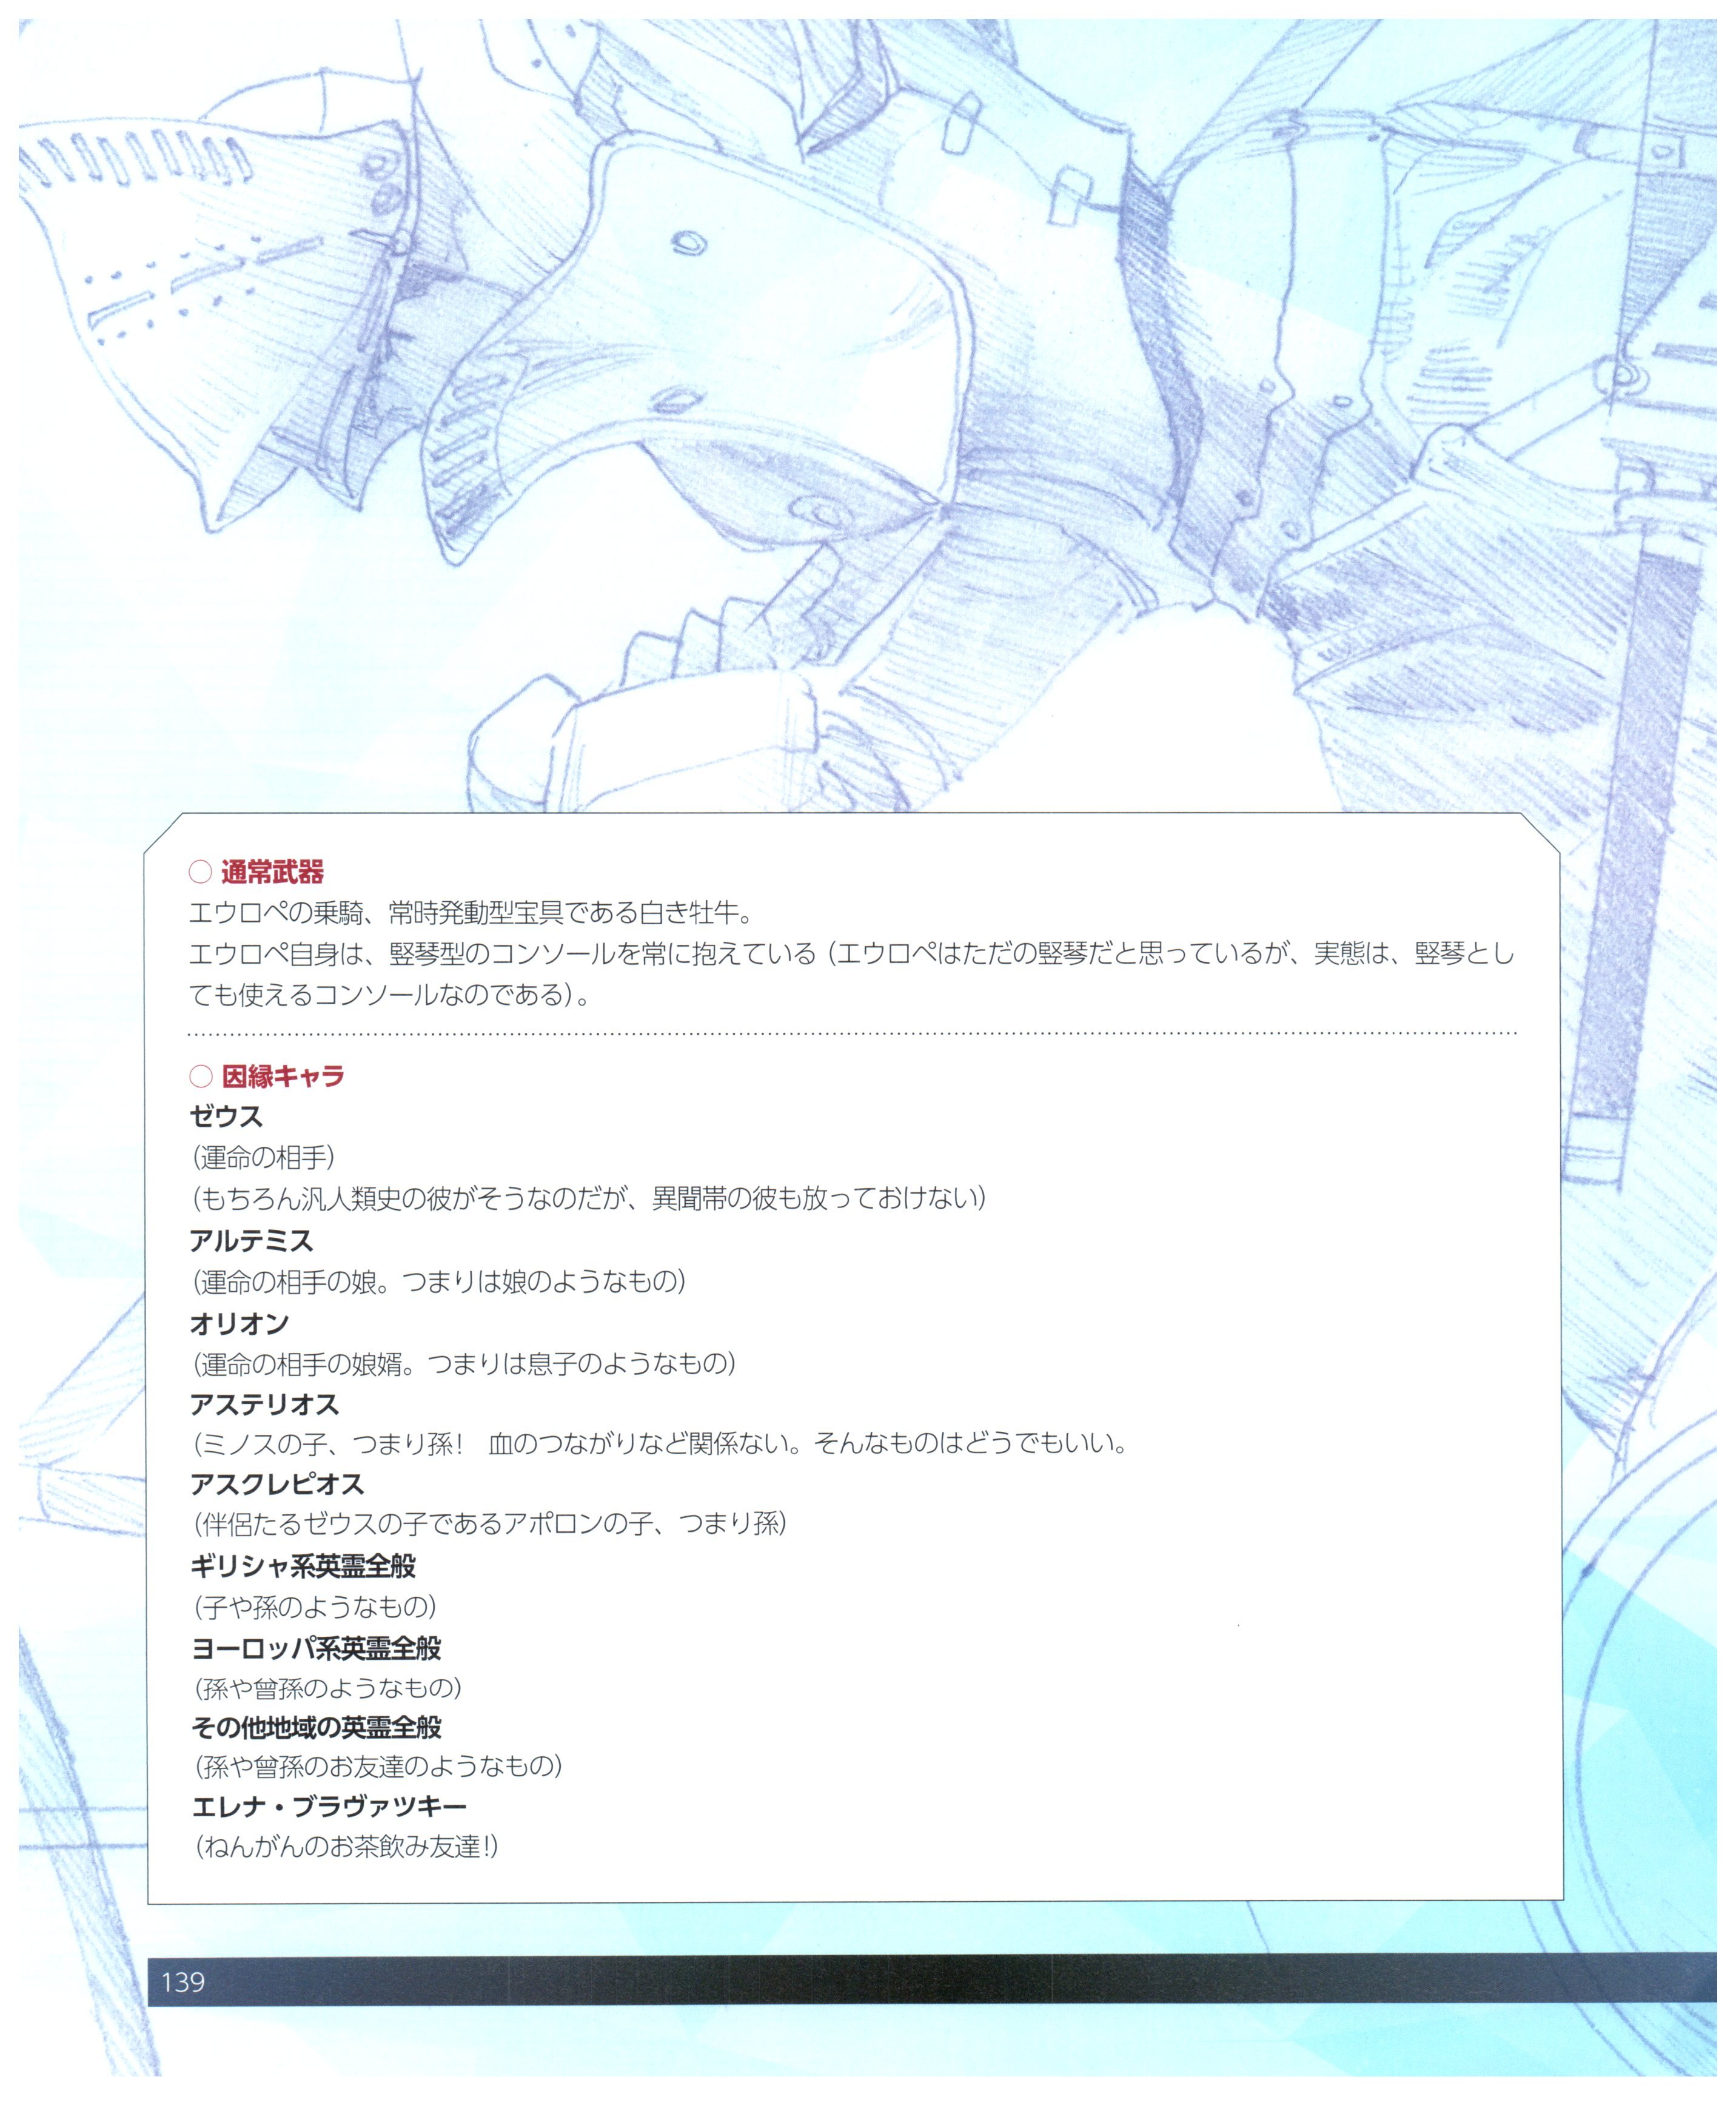 ○ 通常武器
エウロペの乗騎、常時発動型宝具である白き牡牛。
エウロペ自身は、竪琴型のコンソールを常に抱えている（エウロペはただの竪琴だと思っているが、実態は、竪琴とし
ても使えるコンソールなのである）。
○ 因縁キャラ
ゼウス
（運命の相手）
（もちろん汎人類史の彼がそうなのだが、異聞帯の彼も放っておけない）
アルテミス
（運命の相手の娘。つまりは娘のようなもの）
オリオン
（運命の相手の娘婿。つまりは息子のようなもの）
アステリオス
（ミノスの子、つまり孫！　血のつながりなど関係ない。そんなものはどうでもいい。
アスクレピオス
（伴侶たるゼウスの子であるアポロンの子、つまり孫）
ギリシャ系英霊全般
（子や孫のようなもの）
ヨーロッパ系英霊全般
（孫や曾孫のようなもの）
その他地域の英霊全般
（孫や曾孫のお友達のようなもの）
エレナ・ブラヴァツキー
（ねんがんのお茶飲み友達！）
139